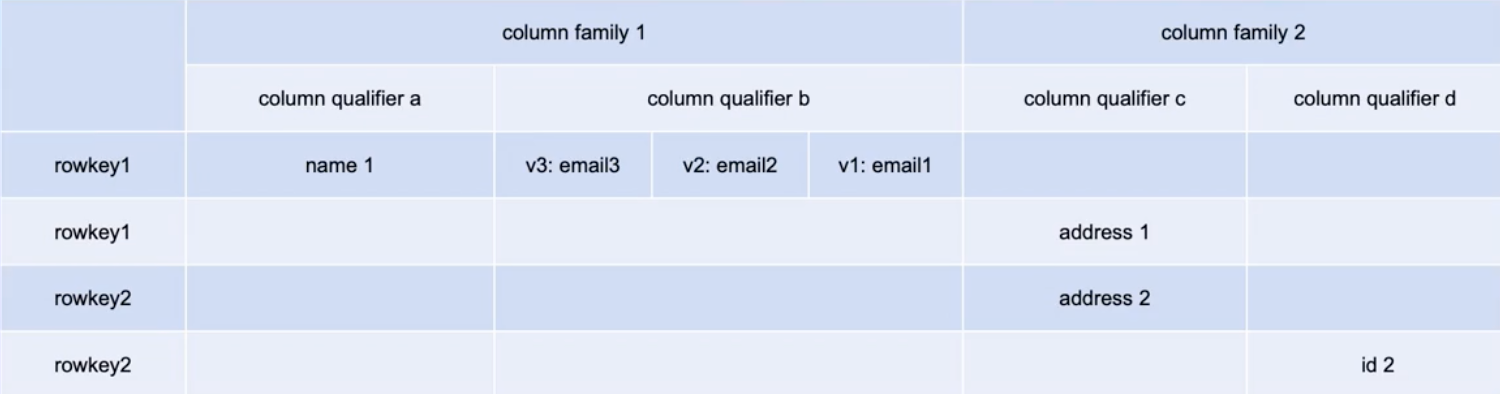 column family 1 column family 2
column qualifier a column qualifier b column qualifier c column qualifier d
rowkey1 name 1 v3: email3 v2: email2 v1: email1
rowkey1 address 1
rowkey2 address 2
rowkey2 id 2